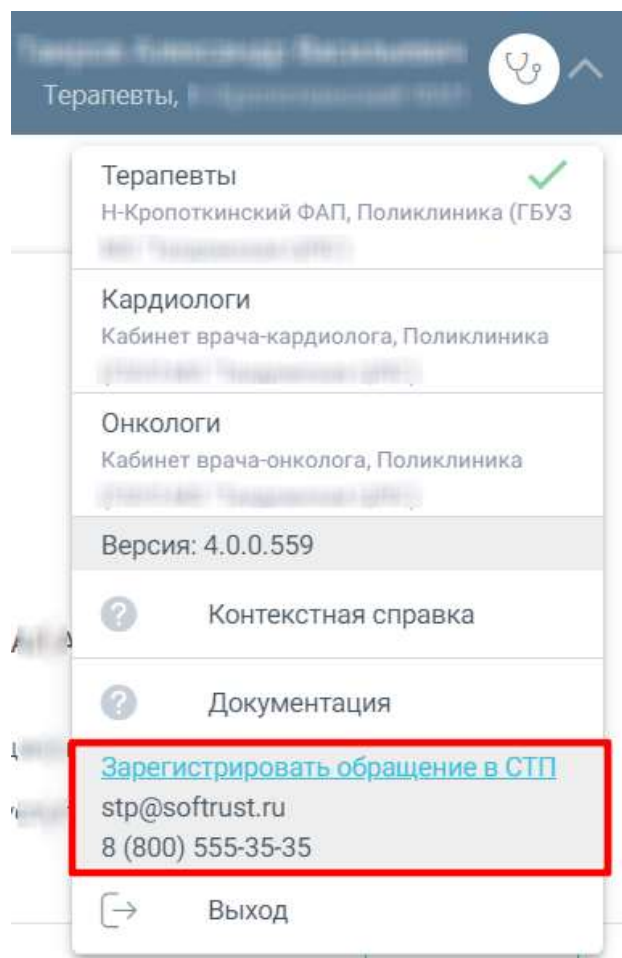 Терапевты,
Терапевты
Н-Кропоткинский ФАП, Поликлиника (ГБУЗ
Кардиологи
Кабинет врача-кардиолога, Поликлиника
Онкологи
Кабинет врача-онколога, Поликлиника
Версия: 4.0.0.559
Контекстная справка
Документация
Зарегистрировать обращение в СТП
stp@softrust.ru
8 (800) 555-35-35
Выход